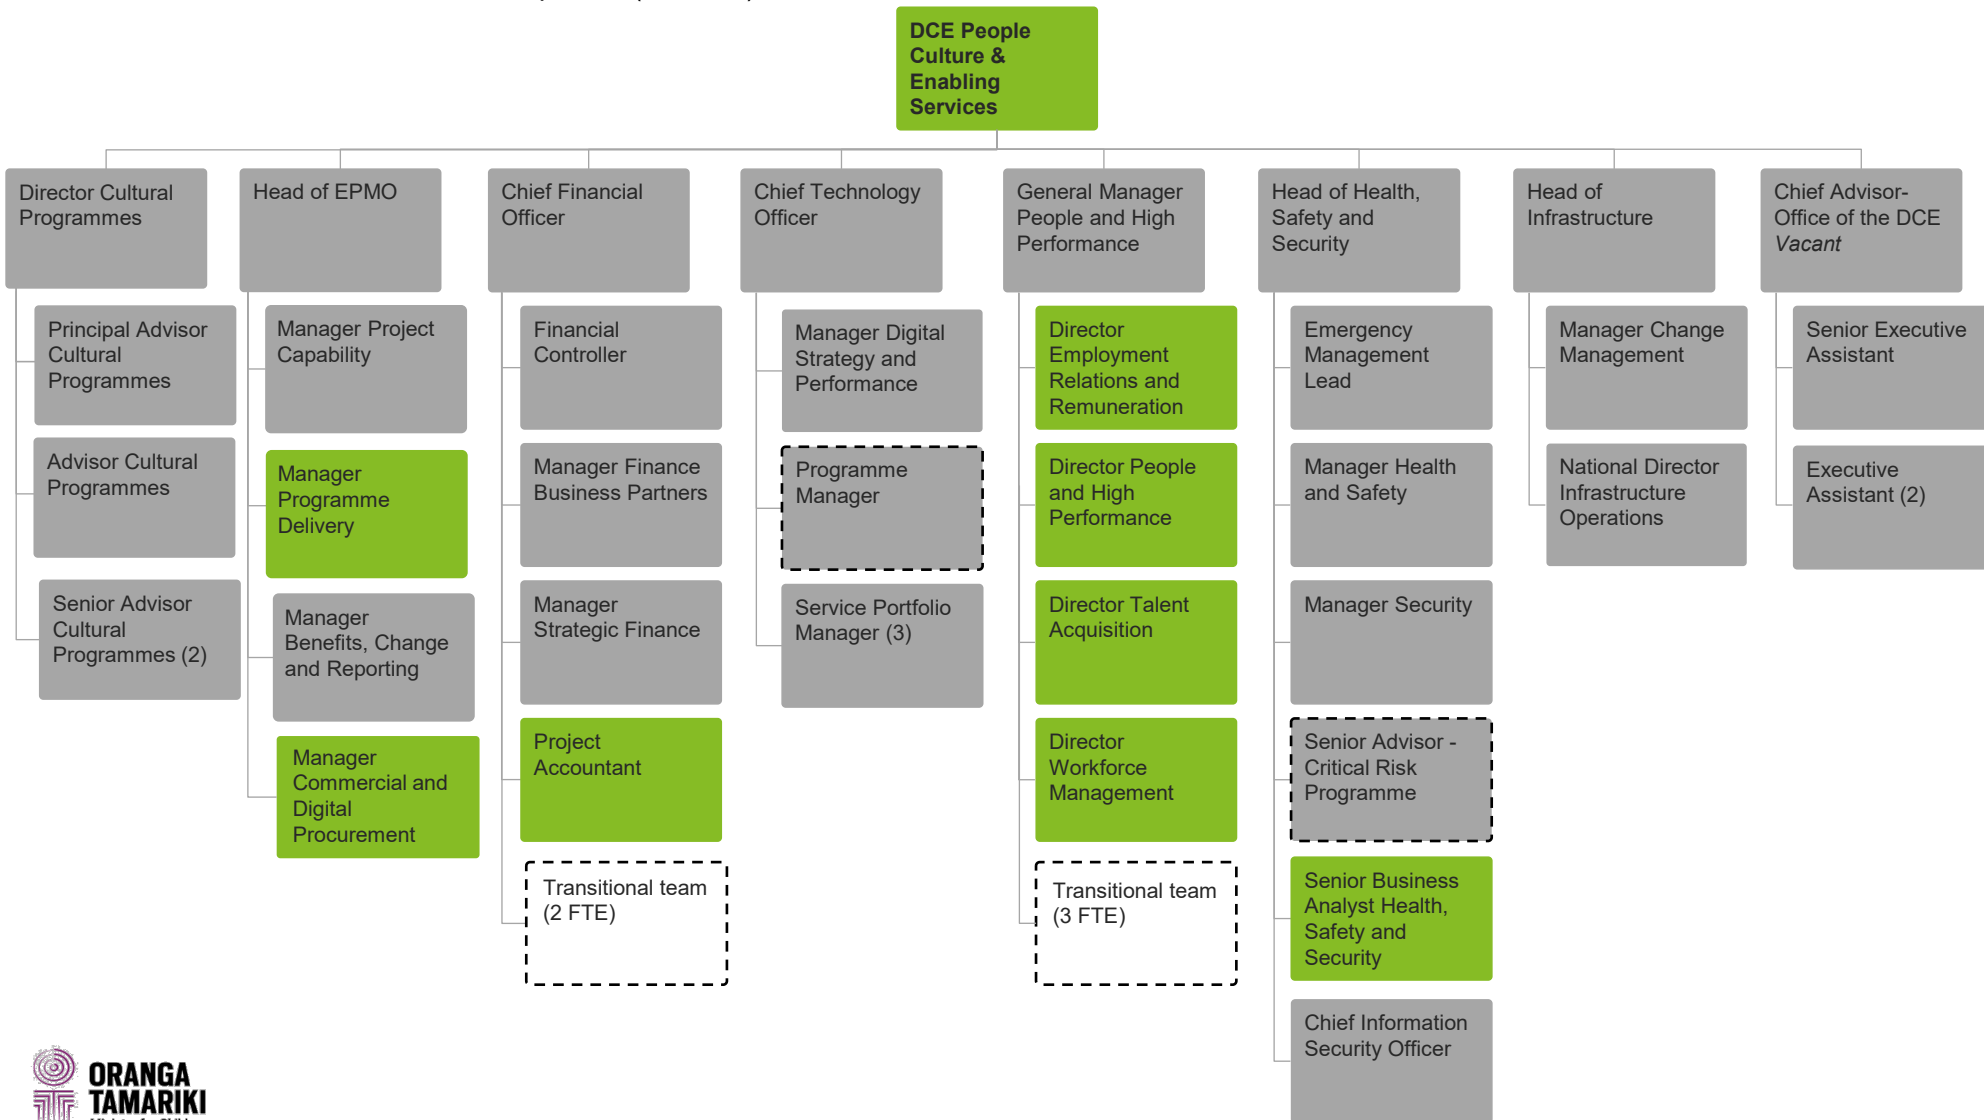 DCE People
Culture &
Enabling
Services
Director Cultural
Programmes
Head of EPMO
Chief Financial
Officer
Chief Technology
Officer
General Manager
People and High
Performance
Head of Health,
Safety and
Security
Head of
Infrastructure
Chief Advisor-
Office of the DCE
Vacant
Principal Advisor
Cultural
Programmes
Advisor Cultural
Programmes
Senior Advisor
Cultural
Programmes (2)
Manager Project
Capability
Manager
Programme
Delivery
Manager
Benefits, Change
and Reporting
Manager
Commercial and
Digital
Procurement
Financial
Controller
Manager Finance
Business Partners
Manager
Strategic Finance
Project
Accountant
Transitional team
(2 FTE)
Manager Digital
Strategy and
Performance
Programme
Manager
Service Portfolio
Manager (3)
Director
Employment
Relations and
Remuneration
Director People
and High
Performance
Director Talent
Acquisition
Director
Workforce
Management
Transitional team
(3 FTE)
Emergency
Management
Lead
Manager Health
and Safety
Manager Security
Senior Advisor -
Critical Risk
Programme
Senior Business
Analyst Health,
Safety and
Security
Chief Information
Security Officer
Manager Change
Management
National Director
Infrastructure
Operations
Senior Executive
Assistant
Executive
Assistant (2)
ORANGA
TAMARIKI